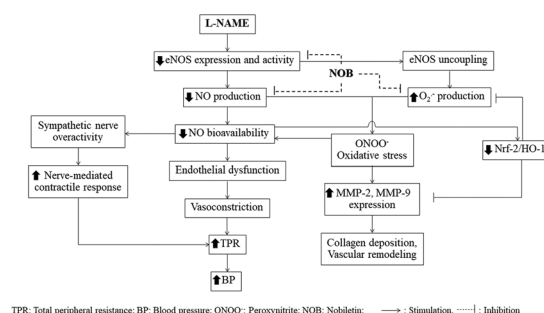 L-NAME
⬇eNOS expression and activity
eNOS uncoupling
NOB
⬇NO production
⬆O₂·⁻ production
Sympathetic nerve
overactivity
⬇NO bioavailability
ONOO⁻
Oxidative stress
⬇Nrf-2/HO-1
⬆Nerve-mediated
contractile response
Endothelial dysfunction
⬆MMP-2, MMP-9
expression
Vasoconstriction
⬆TPR
Collagen deposition,
Vascular remodeling
⬆BP
TPR: Total peripheral resistance; BP: Blood pressure; ONOO⁻: Peroxynitrite; NOB: Nobiletin; : Stimulation, : Inhibition